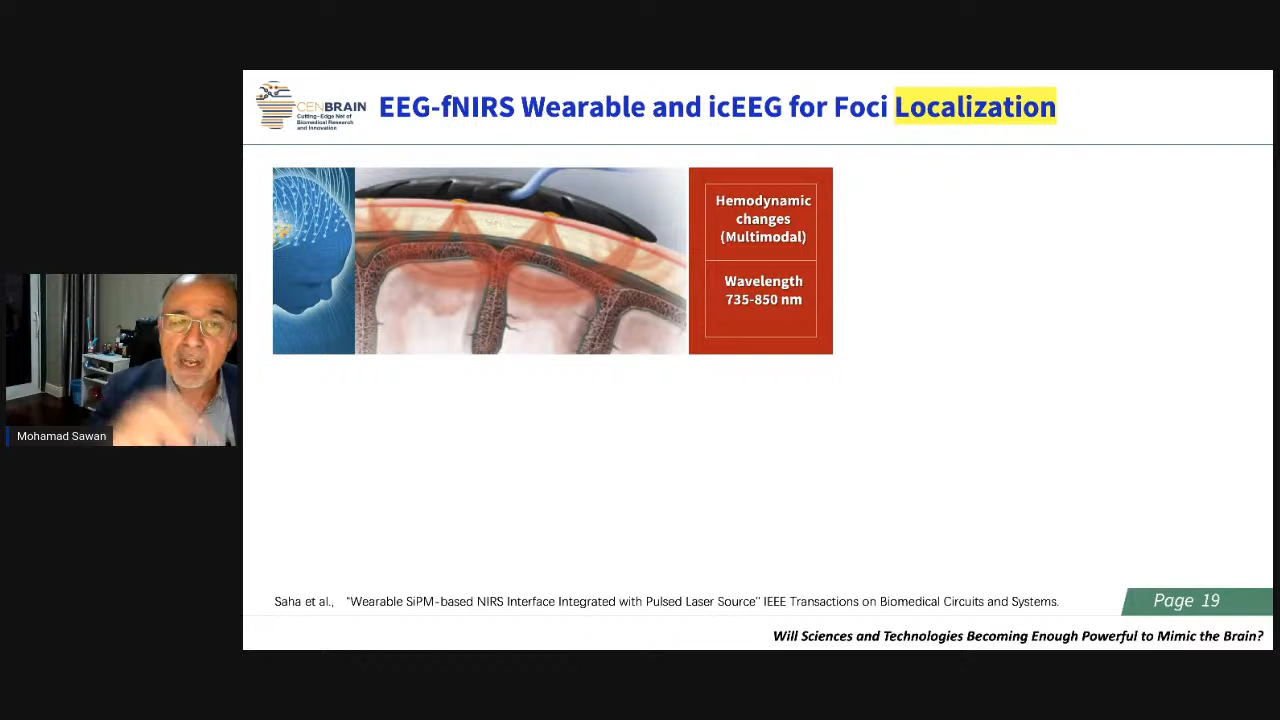 CENBRAIN
Cutting-Edge Net of
Biomedical Research
and Innovation
EEG-fNIRS Wearable and icEEG for Foci Localization
Hemodynamic
changes
(Multimodal)
Wavelength
735-850 nm
Mohamad Sawan
Saha et al., "Wearable SiPM-based NIRS Interface Integrated with Pulsed Laser Source" IEEE Transactions on Biomedical Circuits and Systems.
Page 19
Will Sciences and Technologies Becoming Enough Powerful to Mimic the Brain?